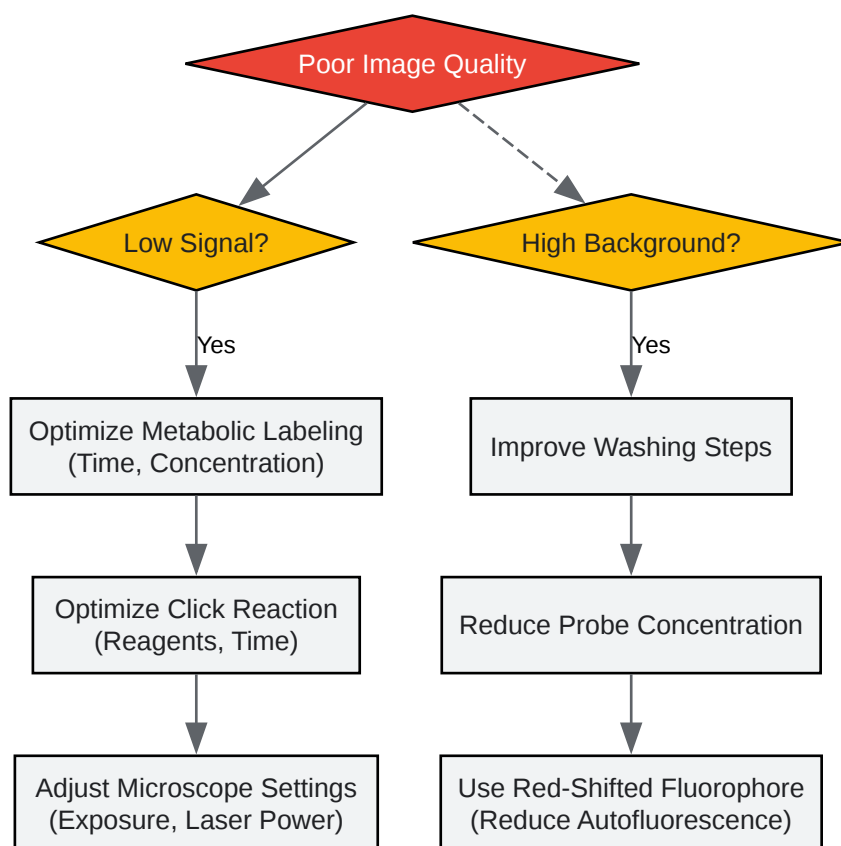 Poor Image Quality
Low Signal?
High Background?
Yes
Yes
Optimize Metabolic Labeling
(Time, Concentration)
Improve Washing Steps
Optimize Click Reaction
(Reagents, Time)
Reduce Probe Concentration
Adjust Microscope Settings
(Exposure, Laser Power)
Use Red-Shifted Fluorophore
(Reduce Autofluorescence)